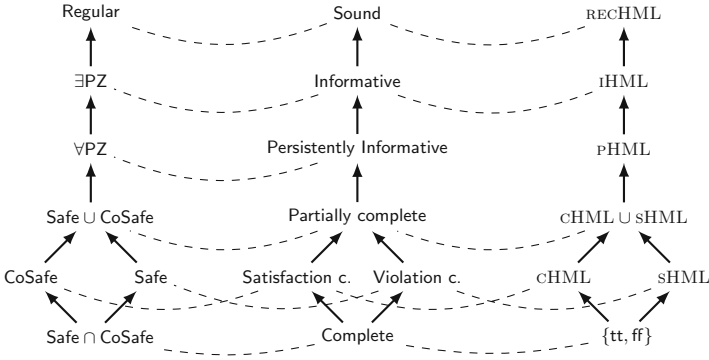 Regular Sound RECHML
∃PZ Informative IHML
∀PZ Persistently Informative PHML
Safe ∪ CoSafe Partially complete CHML ∪ SHML
CoSafe Safe Satisfaction c. Violation c. CHML SHML
Safe ∩ CoSafe Complete {tt, ff}